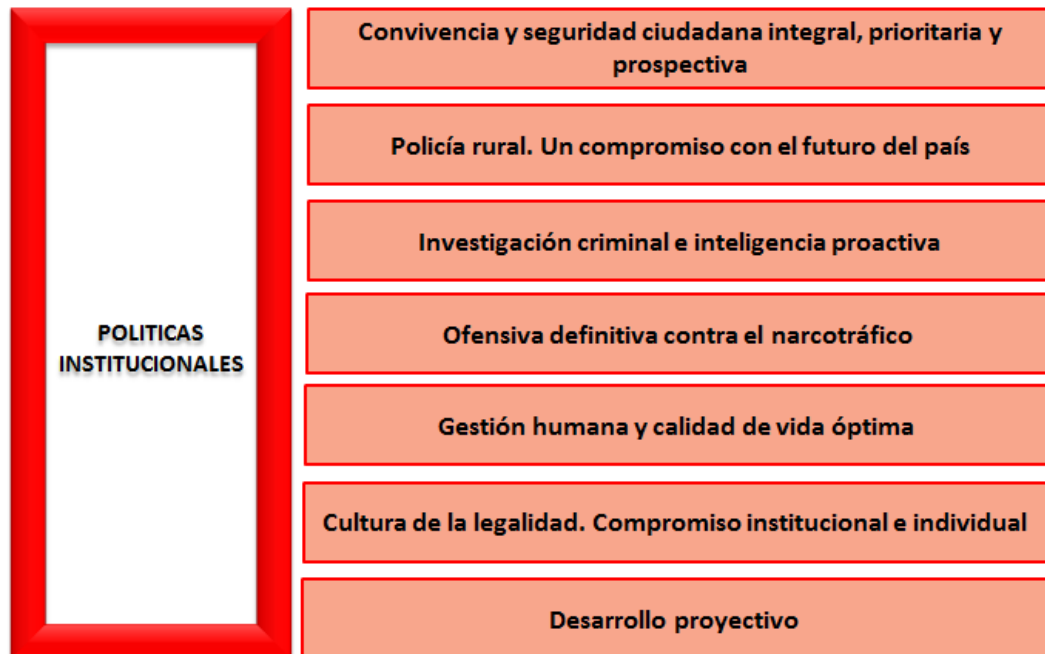 Convivencia y seguridad ciudadana integral, prioritaria y
prospectiva
Policía rural. Un compromiso con el futuro del país
Investigación criminal e inteligencia proactiva
POLITICAS
INSTITUCIONALES
Ofensiva definitiva contra el narcotráfico
Gestión humana y calidad de vida óptima
Cultura de la legalidad. Compromiso institucional e individual
Desarrollo proyectivo